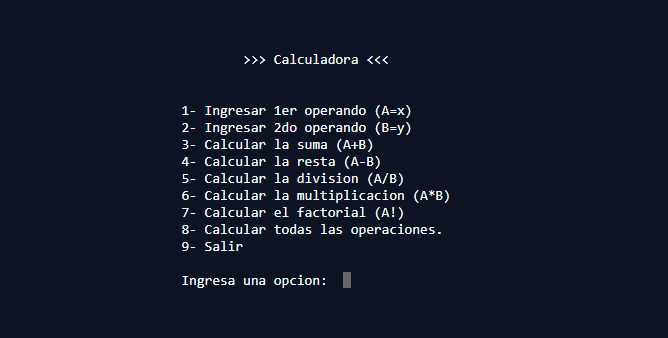 >>> Calculadora <<<
1- Ingresar 1er operando (A=x)
2- Ingresar 2do operando (B=y)
3- Calcular la suma (A+B)
4- Calcular la resta (A-B)
5- Calcular la division (A/B)
6- Calcular la multiplicacion (A*B)
7- Calcular el factorial (A!)
8- Calcular todas las operaciones.
9- Salir
Ingresa una opcion: